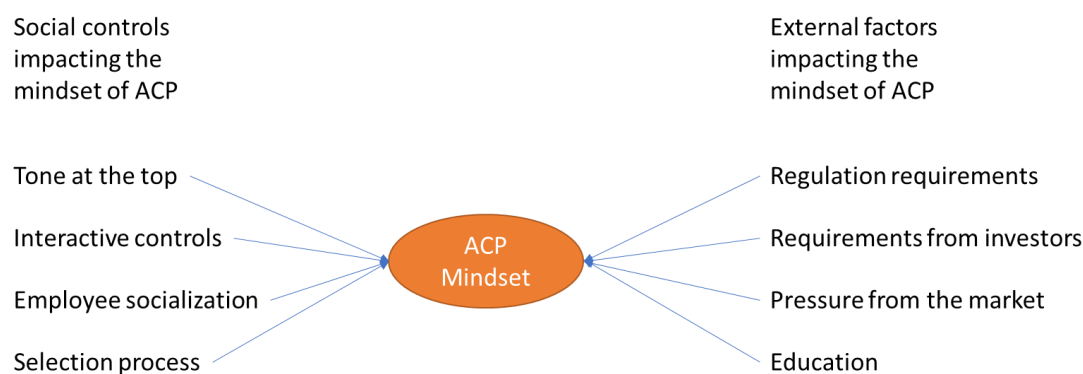 Social controls
impacting the
mindset of ACP
External factors
impacting the
mindset of ACP
Tone at the top
Interactive controls
Employee socialization
Selection process
ACP
Mindset
Regulation requirements
Requirements from investors
Pressure from the market
Education